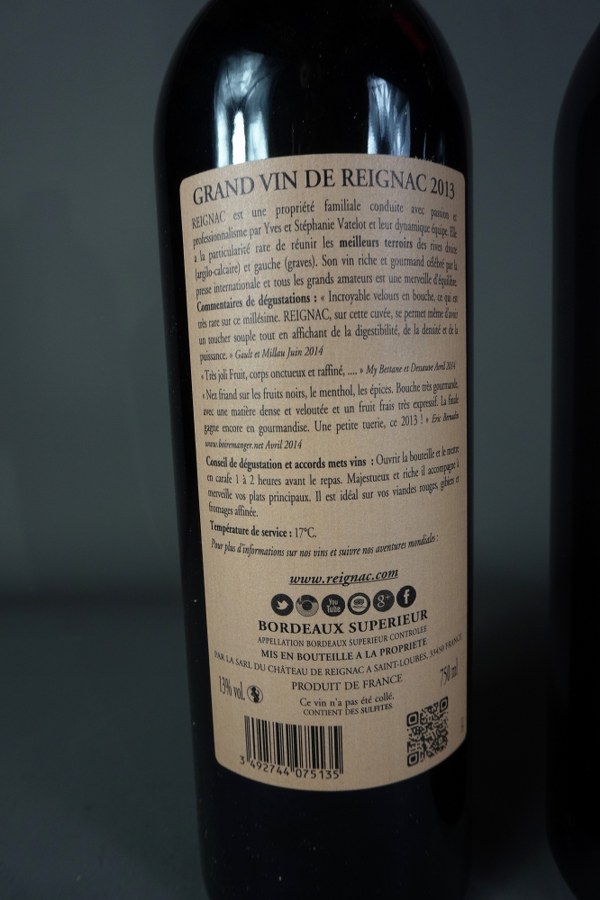 GRAND VIN DE REIGNAC 2013
REIGNAC est une propriété familiale conduite avec passion et
professionnalisme par Yves et Stéphanie Vatelot et leur dynamique équipe. Elle
a la particularité rare de réunir les meilleurs terroirs des rives droite
(argilo-calcaire) et gauche (graves). Son vin riche et gourmand célébré par la
presse internationale et tous les grands amateurs est une merveille d'équilibre.
Commentaires de dégustations : « Incroyable velours en bouche, ce qui est
très rare sur ce millésime. REIGNAC, sur cette cuvée, se permet même d'avoir
un toucher souple tout en affichant de la digestibilité, de la densité et de la
puissance. » Gault et Millau Juin 2014
« Très joli Fruit, corps onctueux et raffiné, .... » My Bettane et Desseauve Avril 2014
« Nez friand sur les fruits noirs, le menthol, les épices. Bouche très gourmande,
avec une matière dense et veloutée et un fruit frais très expressif. La finale
gagne encore en gourmandise. Une petite tuerie, ce 2013 ! » Eric Bernadin
www.boiremanger.net Avril 2014
Conseil de dégustation et accords mets vins : Ouvrir la bouteille et le mettre
en carafe 1 à 2 heures avant le repas. Majestueux et riche il accompagne à
merveille vos plats principaux. Il est idéal sur vos viandes rouges, gibiers et
fromages affinée.
Température de service : 17°C.
Pour plus d'informations sur nos vins et suivre nos aventures mondiales :
www.reignac.com
You Tube g+ f
BORDEAUX SUPERIEUR
APPELLATION BORDEAUX SUPERIEUR CONTROLEE
MIS EN BOUTEILLE A LA PROPRIETE
PAR LA SARL DU CHÂTEAU DE REIGNAC A SAINT-LOUBES, 33450 FRANCE
13% vol. PRODUIT DE FRANCE 750 ml
Ce vin n'a pas été collé.
CONTIENT DES SULFITES.
3 492744 075135